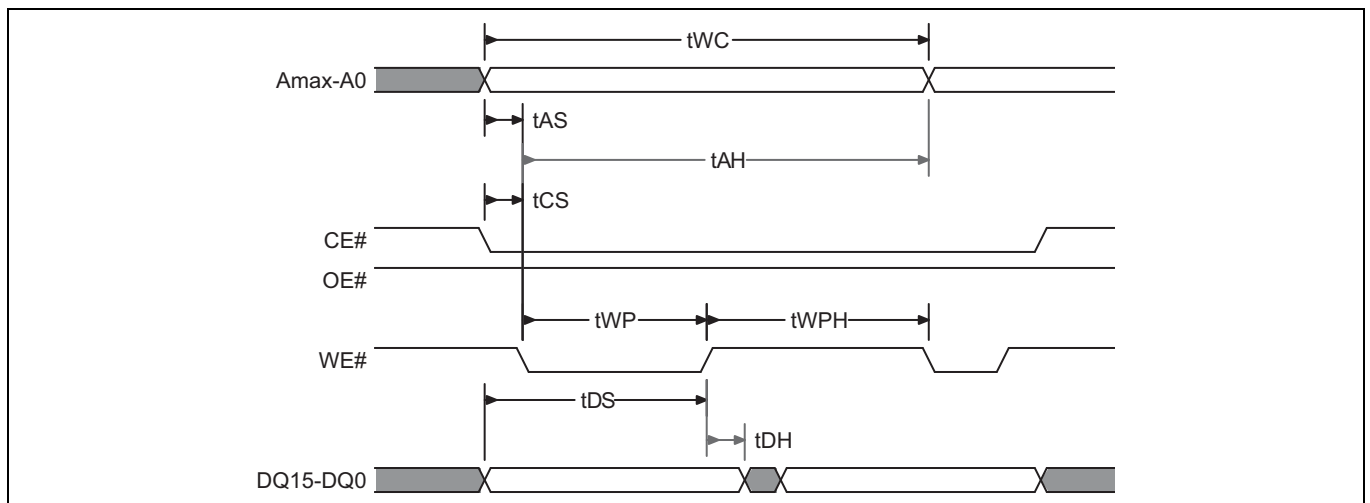 tWC
Amax-A0
tAS
tAH
tCS
CE#
OE#
tWP tWPH
WE#
tDS
tDH
DQ15-DQ0